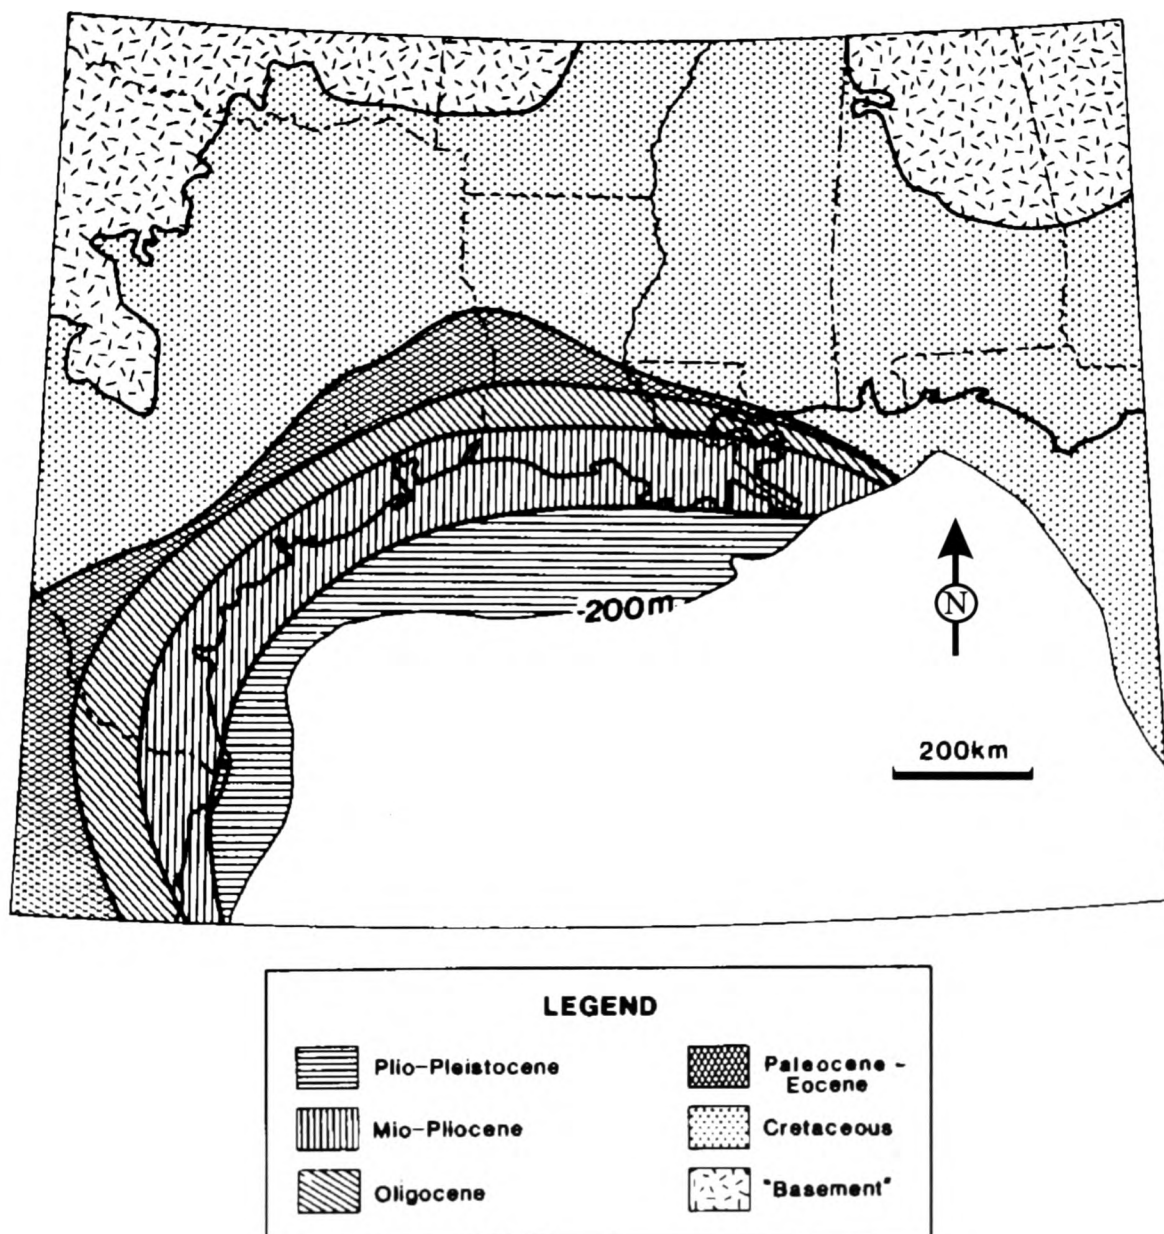 -200m
N
200km
LEGEND
Plio-Pleistocene
Paleocene -
Eocene
Mio-Pliocene
Cretaceous
Oligocene
"Basement"